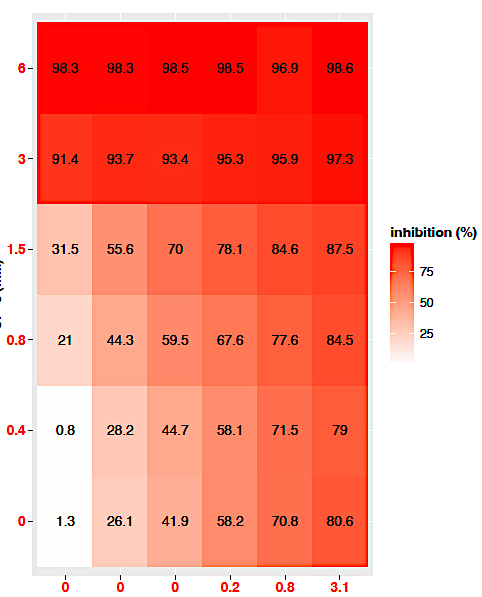 6 98.3 98.3 98.5 98.5 96.9 98.6
3 91.4 93.7 93.4 95.3 95.9 97.3
inhibition (%)
1.5 31.5 55.6 70 78.1 84.6 87.5
75
50
25
0.8 21 44.3 59.5 67.6 77.6 84.5
0.4 0.8 28.2 44.7 58.1 71.5 79
0 1.3 26.1 41.9 58.2 70.8 80.6
0 0 0 0.2 0.8 3.1